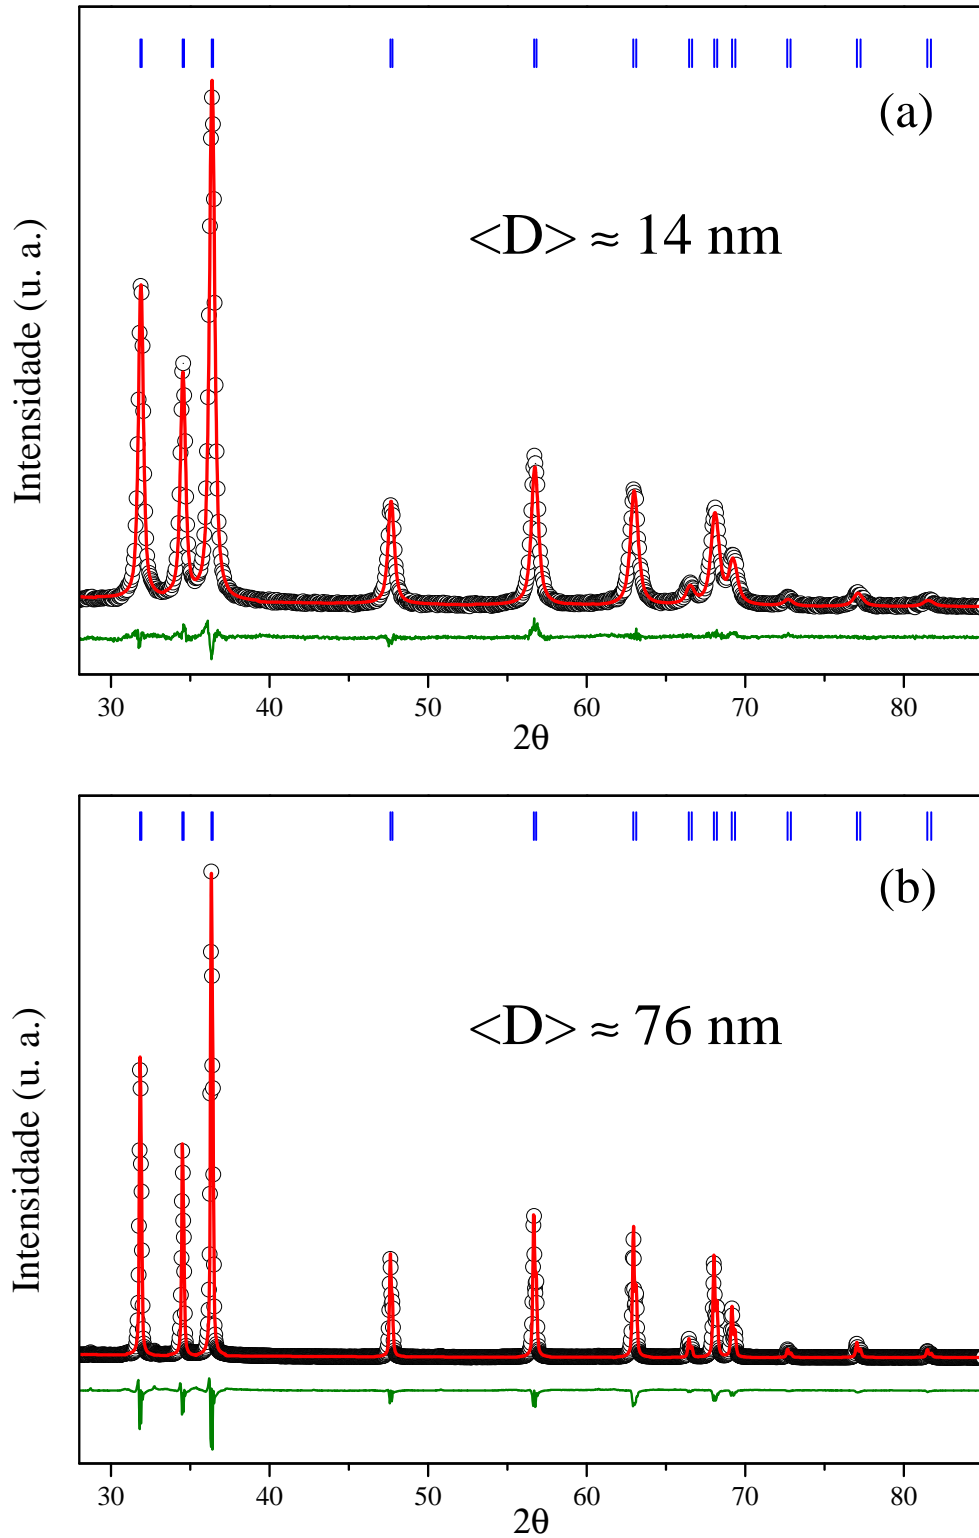 (a)
<D> ≈ 14 nm
Intensidade (u. a.)
30 40 50 60 70 80
2θ
(b)
<D> ≈ 76 nm
Intensidade (u. a.)
30 40 50 60 70 80
2θ